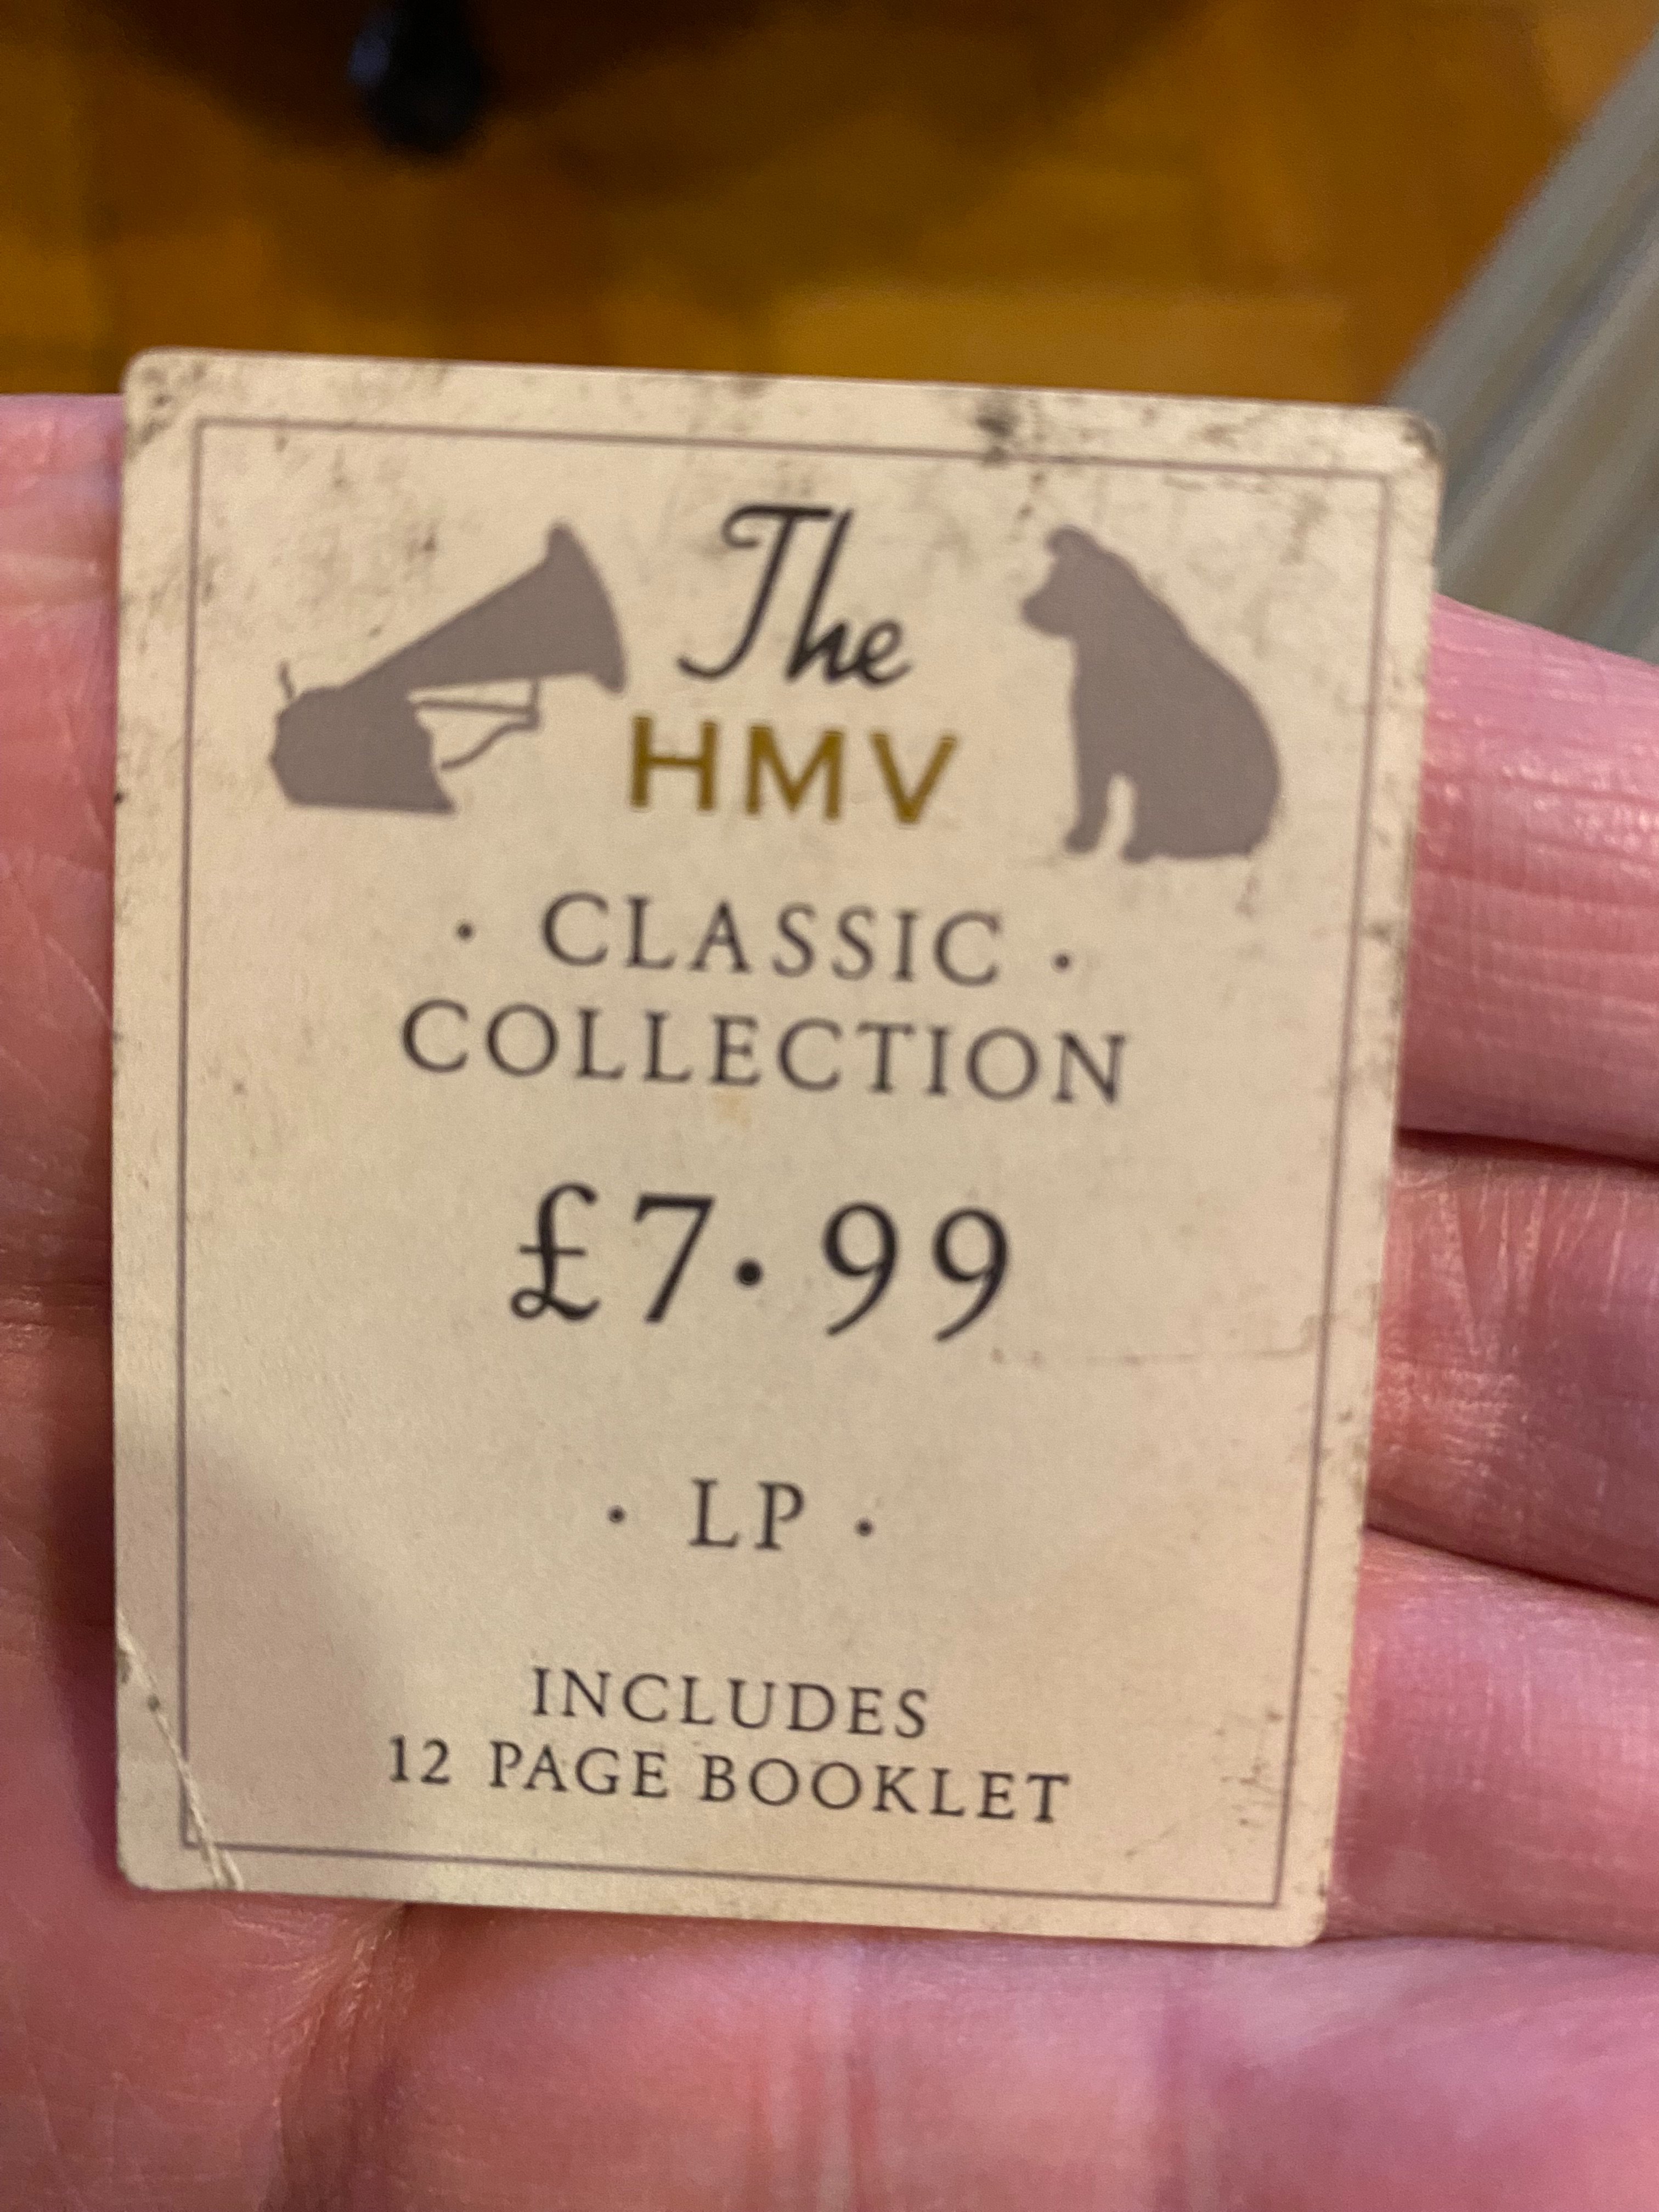 The
HMV
· CLASSIC ·
COLLECTION
£7·99
· LP ·
INCLUDES
12 PAGE BOOKLET